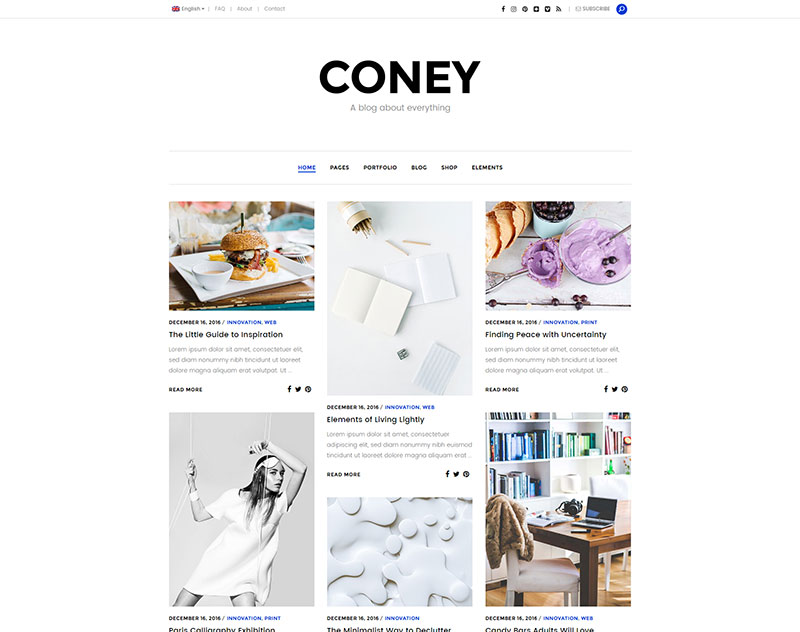 English | FAQ | About | Contact
| SUBSCRIBE
CONEY
A blog about everything
HOME PAGES PORTFOLIO BLOG SHOP ELEMENTS
DECEMBER 16, 2016 / INNOVATION, WEB
The Little Guide to Inspiration
Lorem ipsum dolor sit amet, consectetuer elit,
sed diam nonummy nibh tincidunt ut laoreet
dolore magna aliquam erat volutpat. Ut ...
READ MORE
DECEMBER 16, 2016 / INNOVATION, WEB
Elements of Living Lightly
Lorem ipsum dolor sit amet, consectetuer
adipiscing elit, sed diam nonummy nibh euismod
laoreet dolore magna aliquam erat volutpat ...
READ MORE
DECEMBER 16, 2016 / INNOVATION, PRINT
Finding Peace with Uncertainty
Lorem ipsum dolor sit amet, consectetuer elit,
sed diam nonummy nibh tincidunt ut laoreet
dolore magna aliquam erat volutpat. Ut ...
READ MORE
DECEMBER 16, 2016 / INNOVATION, PRINT
Paris Calligraphy Exhibition
DECEMBER 16, 2016 / INNOVATION
The Minimalist Way to Declutter
DECEMBER 16, 2016 / INNOVATION, WEB
Candy Bars Adults Will Love